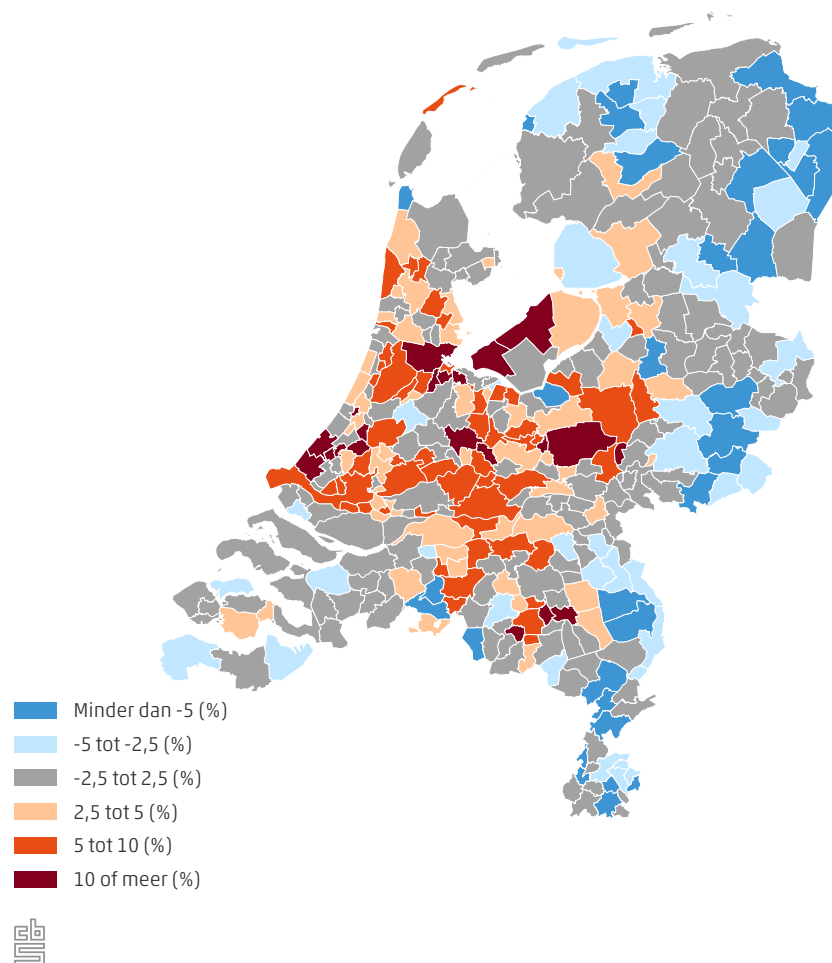 Minder dan -5 (%)
-5 tot -2,5 (%)
-2,5 tot 2,5 (%)
2,5 tot 5 (%)
5 tot 10 (%)
10 of meer (%)
cbs